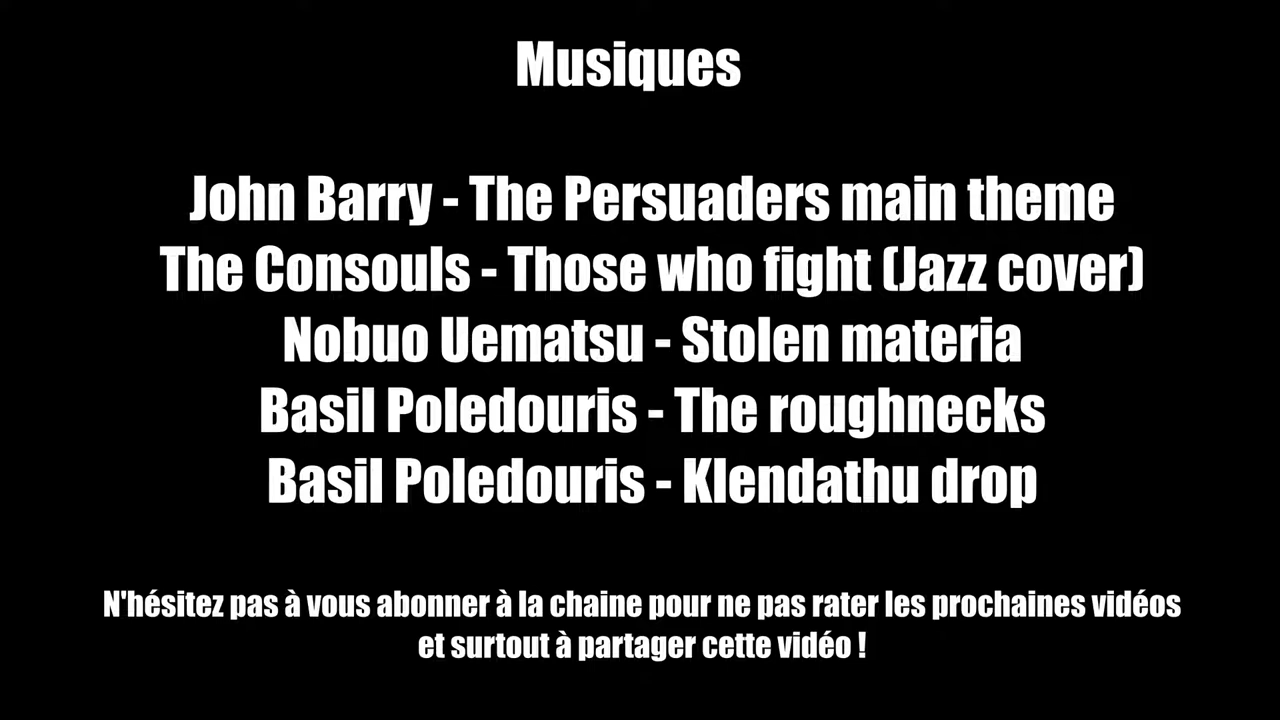 Musiques
John Barry - The Persuaders main theme
The Consouls - Those who fight (Jazz cover)
Nobuo Uematsu - Stolen materia
Basil Poledouris - The roughnecks
Basil Poledouris - Klendathu drop
N'hésitez pas à vous abonner à la chaine pour ne pas rater les prochaines vidéos
et surtout à partager cette vidéo !